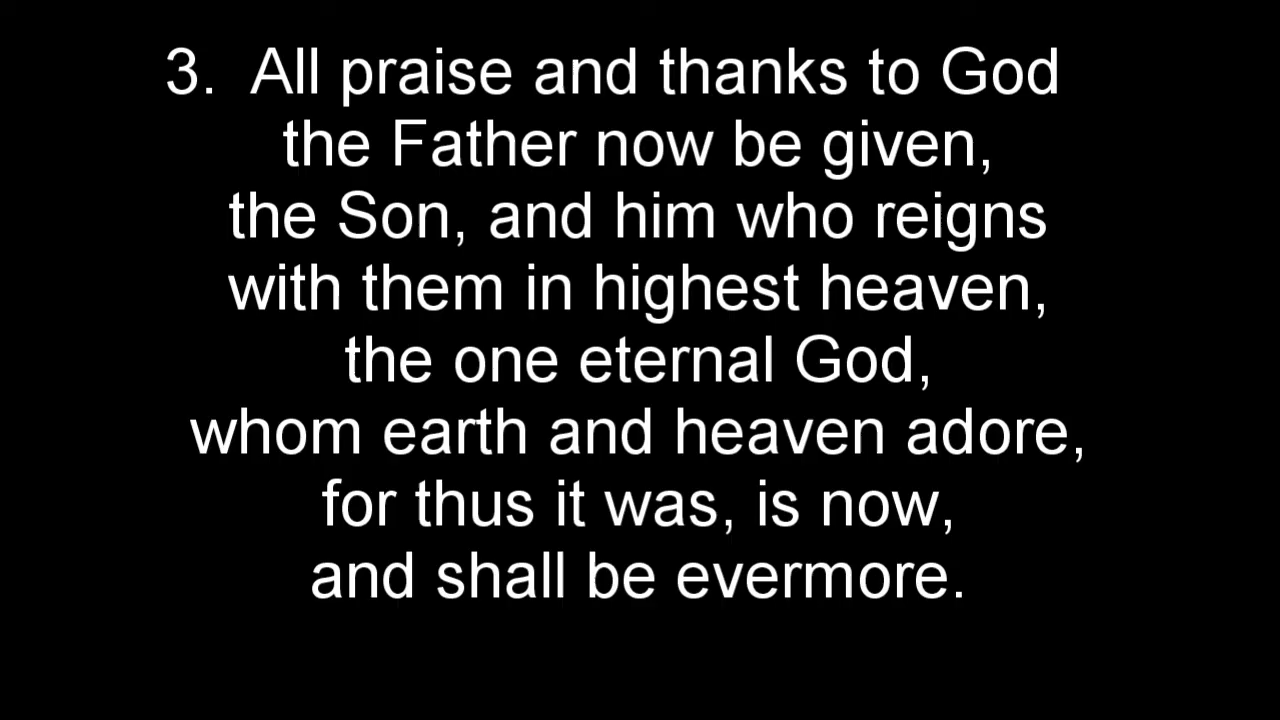 3. All praise and thanks to God
the Father now be given,
the Son, and him who reigns
with them in highest heaven,
the one eternal God,
whom earth and heaven adore,
for thus it was, is now,
and shall be evermore.